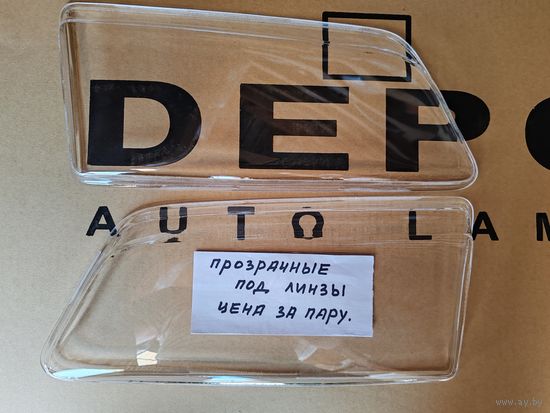 DEPO
AUTO LAM
ПРОЗРАЧНЫЕ
ПОД ЛИНЗЫ
ЦЕНА ЗА ПАРУ.
www.ay.by